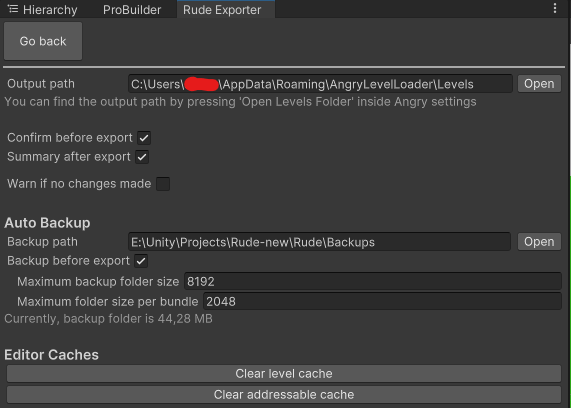 Hierarchy ProBuilder Rude Exporter
Go back
Output path C:\Users\ \AppData\Roaming\AngryLevelLoader\Levels Open
You can find the output path by pressing 'Open Levels Folder' inside Angry settings
Confirm before export
Summary after export
Warn if no changes made
Auto Backup
Backup path E:\Unity\Projects\Rude-new\Rude\Backups Open
Backup before export
Maximum backup folder size 8192
Maximum folder size per bundle 2048
Currently, backup folder is 44,28 MB
Editor Caches
Clear level cache
Clear addressable cache